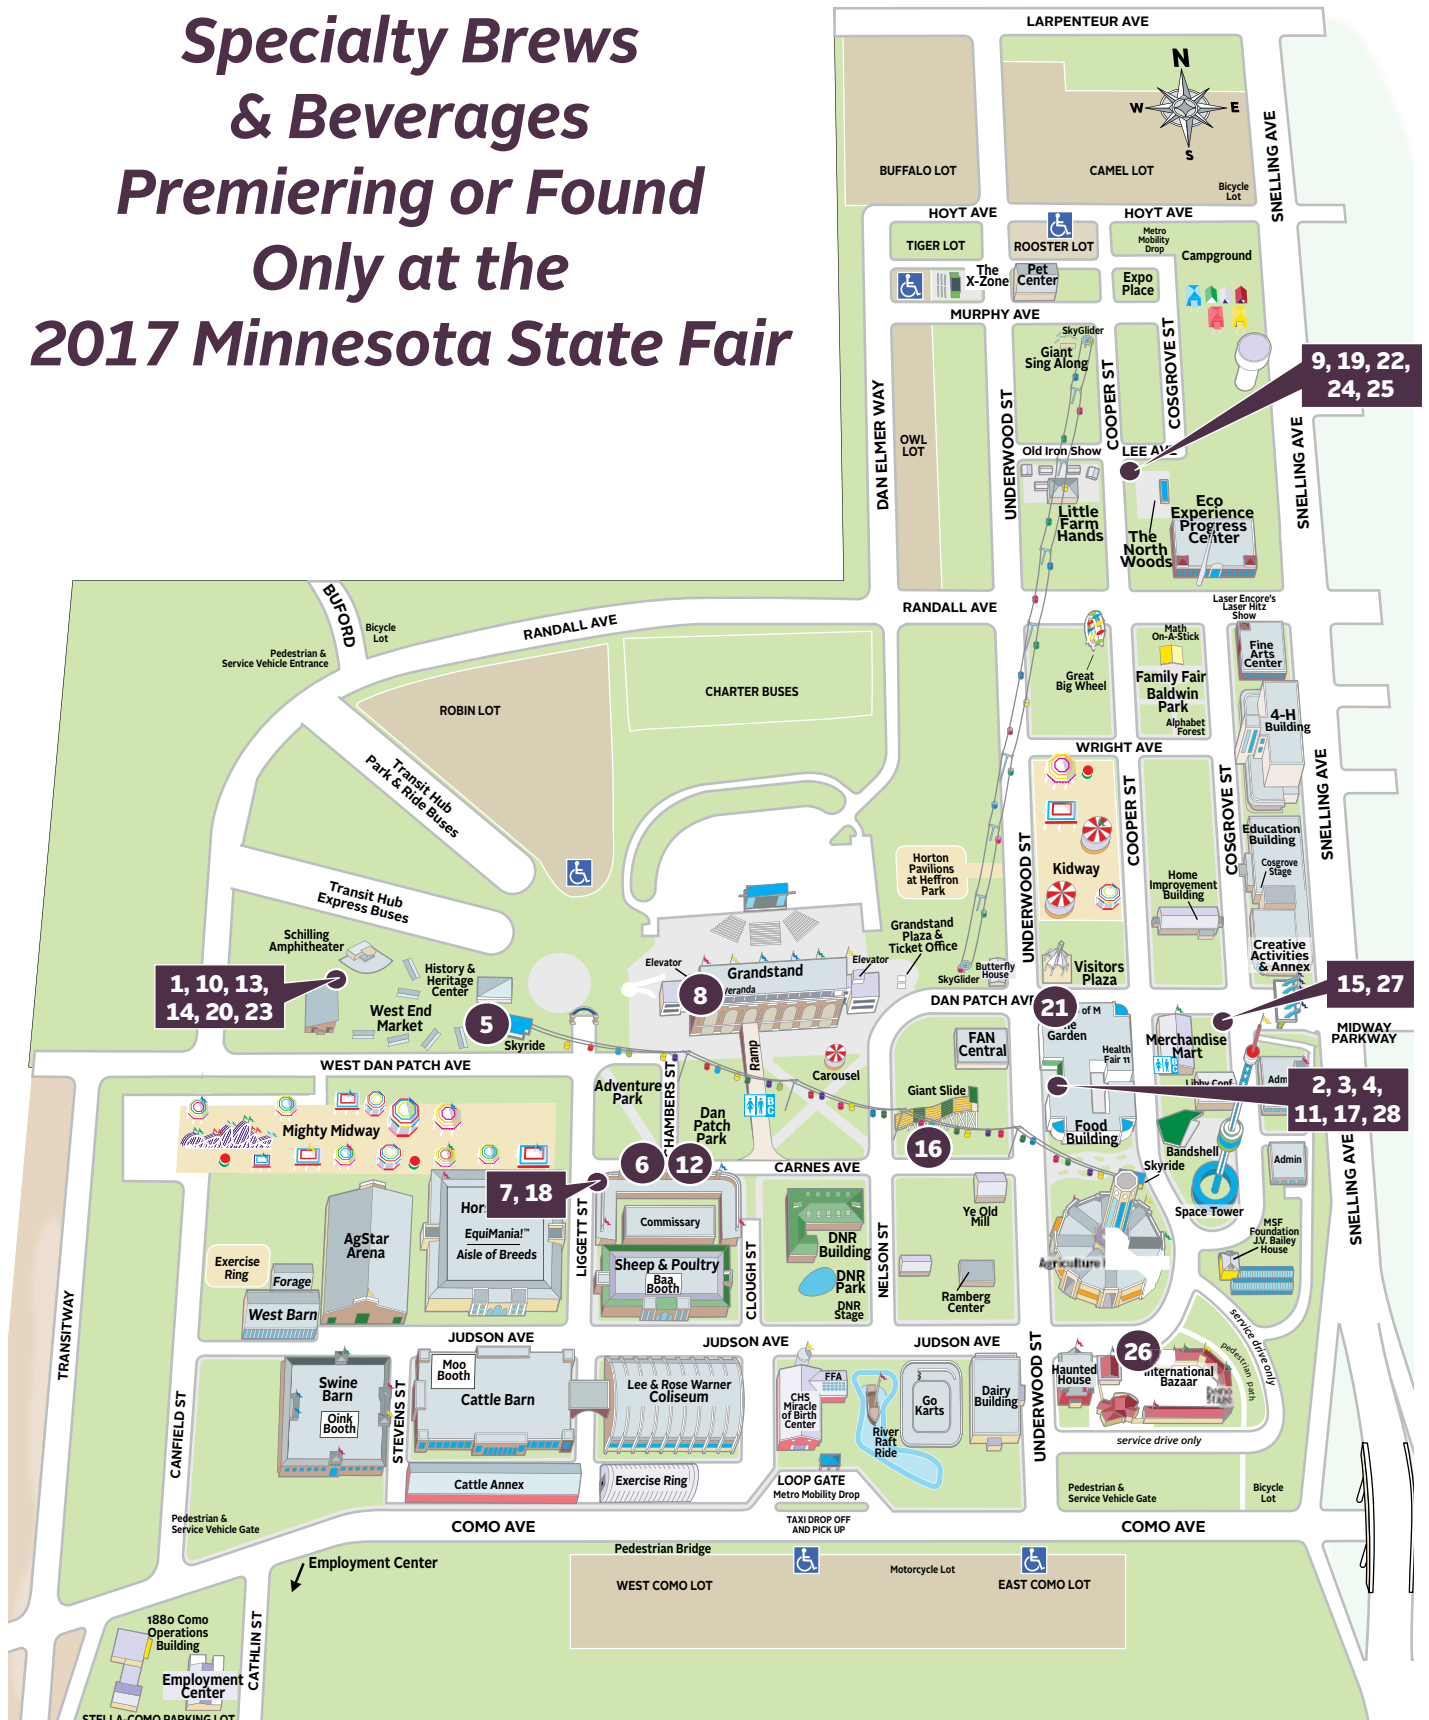 Specialty Brews
& Beverages
Premiering or Found
Only at the
2017 Minnesota State Fair
LARPENTEUR AVE
N
W
E
S
SNELLING AVE
BUFFALO LOT
CAMEL LOT
Bicycle
Lot
HOYT AVE
HOYT AVE
TIGER LOT
ROOSTER LOT
Metro
Mobility
Drop
Campground
The
X-Zone
Pet
Center
Expo
Place
MURPHY AVE
SkyGlider
Giant
Sing Along
COOPER ST
COSGROVE ST
9, 19, 22,
24, 25
DAN ELMER WAY
UNDERWOOD ST
OWL
LOT
Old Iron Show
LEE AVE
SNELLING AVE
Little
Farm
Hands
The
North
Woods
Eco
Experience
Progress
Center
BUFORD
Bicycle
Lot
RANDALL AVE
RANDALL AVE
Laser Encore's
Laser Hitz
Show
Pedestrian &
Service Vehicle Entrance
Math
On-A-Stick
Fine
Arts
Center
Great
Big Wheel
Family Fair
Baldwin
Park
Alphabet
Forest
ROBIN LOT
CHARTER BUSES
4-H
Building
WRIGHT AVE
Transit Hub
Park & Ride Buses
COOPER ST
COSGROVE ST
SNELLING AVE
UNDERWOOD ST
Education
Building
Cosgrove
Stage
Horton
Pavilions
at Heffron
Park
Kidway
Home
Improvement
Building
Transit Hub
Express Buses
Schilling
Amphitheater
Grandstand
Plaza &
Ticket Office
Creative
Activities
& Annex
History &
Heritage
Center
Elevator
Grandstand
Elevator
Veranda
SkyGlider
Butterfly
House
Visitors
Plaza
1, 10, 13,
14, 20, 23
West End
Market
5
Skyride
8
DAN PATCH AVE
21
of M
Garden
15, 27
MIDWAY
PARKWAY
FAN
Central
Health
Fair 11
Merchandise
Mart
Ramp
Carousel
WEST DAN PATCH AVE
Adventure
Park
CHAMBERS ST
Dan
Patch
Park
Giant Slide
Libby Conf
Adm
2, 3, 4,
11, 17, 28
Mighty Midway
Food
Building
Bandshell
Admin
6
12
16
Skyride
CARNES AVE
7, 18
Space Tower
SNELLING AVE
Hor
EquiMania!™
Aisle of Breeds
AgStar
Arena
LIGGETT ST
Commissary
Sheep & Poultry
Baa
Booth
CLOUGH ST
DNR
Building
DNR
Park
DNR
Stage
NELSON ST
Ye Old
Mill
Ramberg
Center
Agriculture
MSF
Foundation
J.V. Bailey
House
Exercise
Ring
Forage
West Barn
TRANSITWAY
JUDSON AVE
JUDSON AVE
JUDSON AVE
UNDERWOOD ST
service drive only
pedestrian path
26
Haunted
House
International
Bazaar
Stage
service drive only
CANFIELD ST
Swine
Barn
Oink
Booth
STEVENS ST
Moo
Booth
Cattle Barn
Lee & Rose Warner
Coliseum
CHS
Miracle
of Birth
Center
FFA
River
Raft
Ride
Go
Karts
Dairy
Building
Cattle Annex
Exercise Ring
LOOP GATE
Metro Mobility Drop
Pedestrian &
Service Vehicle Gate
Bicycle
Lot
Pedestrian &
Service Vehicle Gate
COMO AVE
TAXI DROP OFF
AND PICK UP
COMO AVE
Pedestrian Bridge
Employment Center
WEST COMO LOT
Motorcycle Lot
EAST COMO LOT
CATHLIN ST
1880 Como
Operations
Building
Employment
Center
STELLA-COMO PARKING LOT